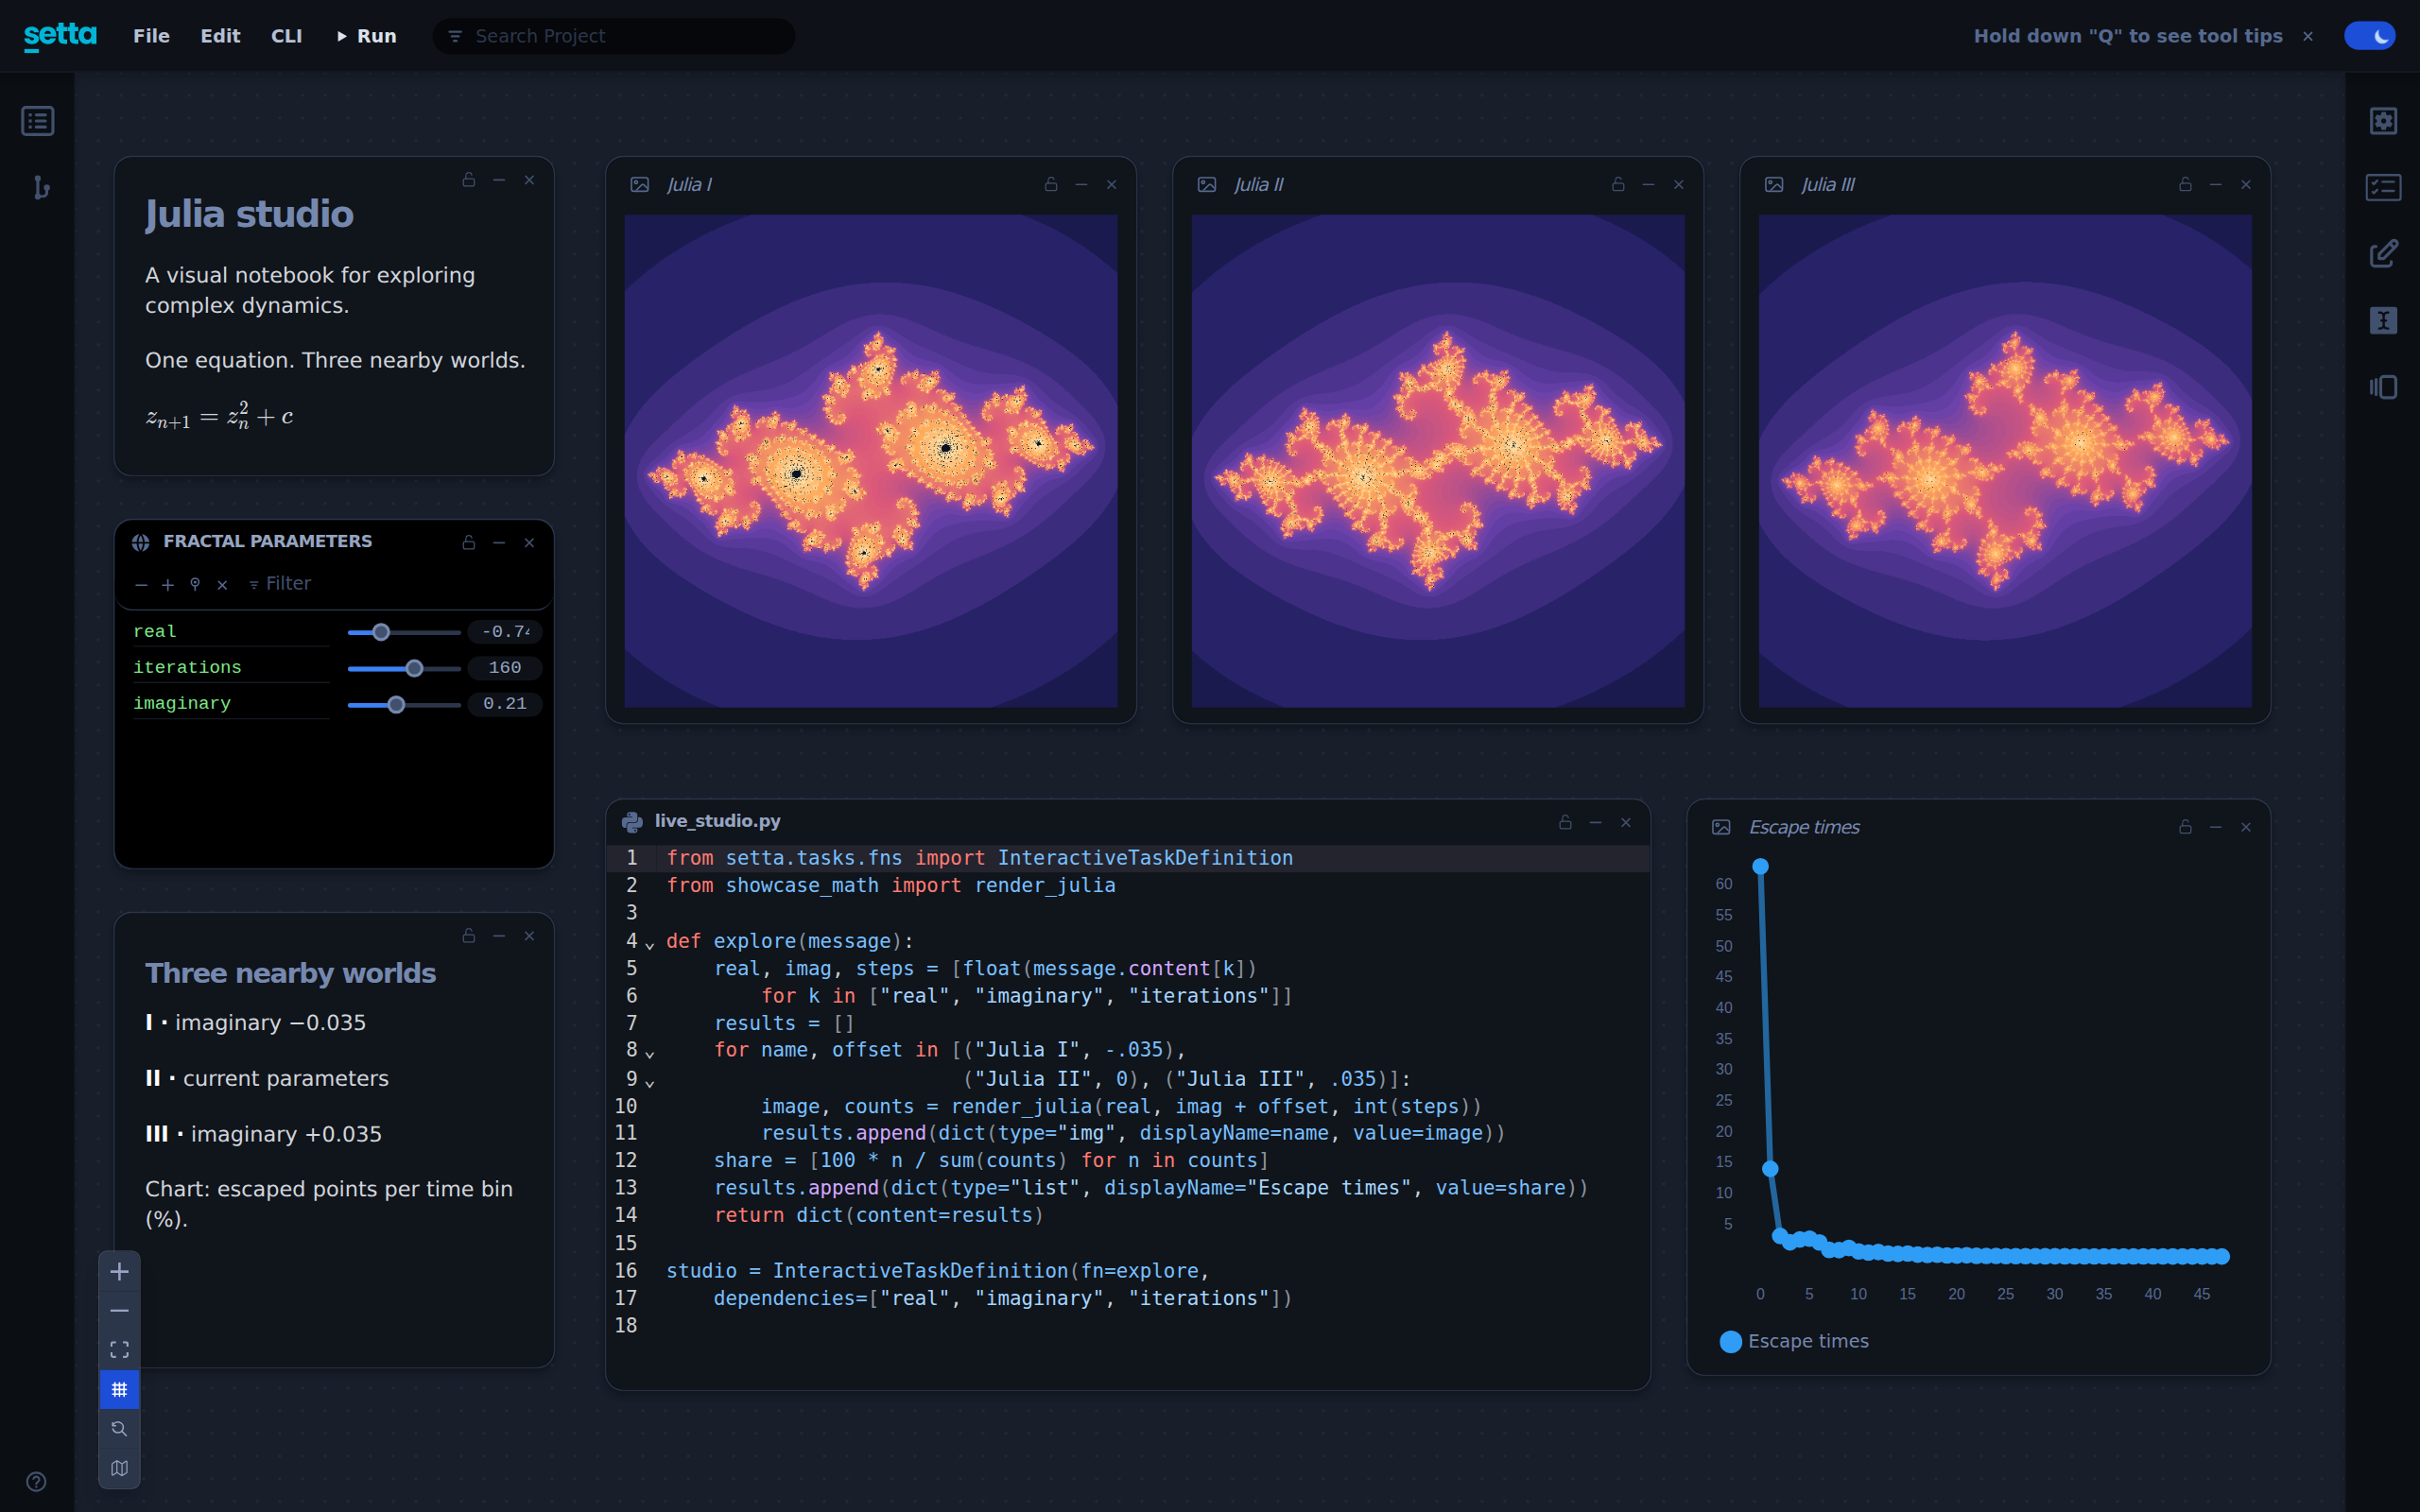 setta File Edit CLI Run Search Project Hold down "Q" to see tool tips
Julia studio
A visual notebook for exploring
complex dynamics.
One equation. Three nearby worlds.
z_{n+1} = z_n^2 + c
FRACTAL PARAMETERS
Filter
real -0.74
iterations 160
imaginary 0.21
Three nearby worlds
I · imaginary −0.035
II · current parameters
III · imaginary +0.035
Chart: escaped points per time bin
(%).
Julia I
Julia II
Julia III
live_studio.py
1 from setta.tasks.fns import InteractiveTaskDefinition
2 from showcase_math import render_julia
3
4 def explore(message):
5     real, imag, steps = [float(message.content[k])
6         for k in ["real", "imaginary", "iterations"]]
7     results = []
8     for name, offset in [("Julia I", -.035),
9                          ("Julia II", 0), ("Julia III", .035)]:
10         image, counts = render_julia(real, imag + offset, int(steps))
11         results.append(dict(type="img", displayName=name, value=image))
12     share = [100 * n / sum(counts) for n in counts]
13     results.append(dict(type="list", displayName="Escape times", value=share))
14     return dict(content=results)
15
16 studio = InteractiveTaskDefinition(fn=explore,
17     dependencies=["real", "imaginary", "iterations"])
18
Escape times
60
55
50
45
40
35
30
25
20
15
10
5
0 5 10 15 20 25 30 35 40 45
Escape times